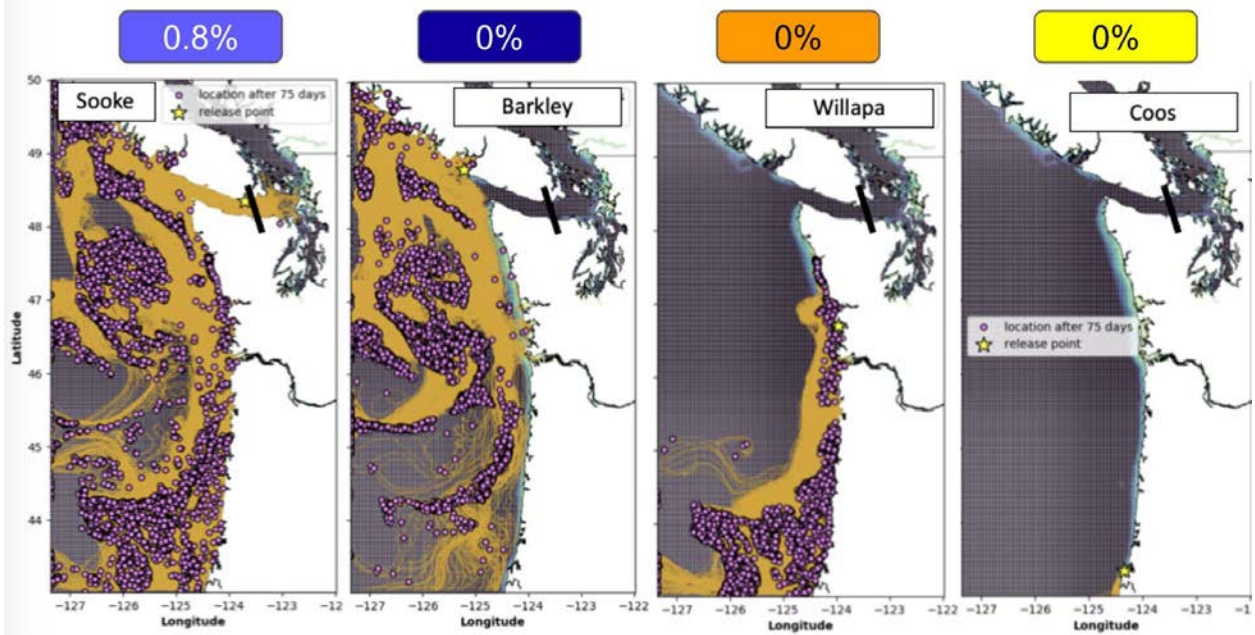 0.8%
0%
0%
0%
Sooke
location after 75 days
release point
Barkley
Willapa
Coos
location after 75 days
release point
50
49
48
47
46
45
44
Latitude
−127 −126 −125 −124 −123 −122
−127 −126 −125 −124 −123 −122
−127 −126 −125 −124 −123 −122
−127 −126 −125 −124 −123
Longitude
Longitude
Longitude
Longitude